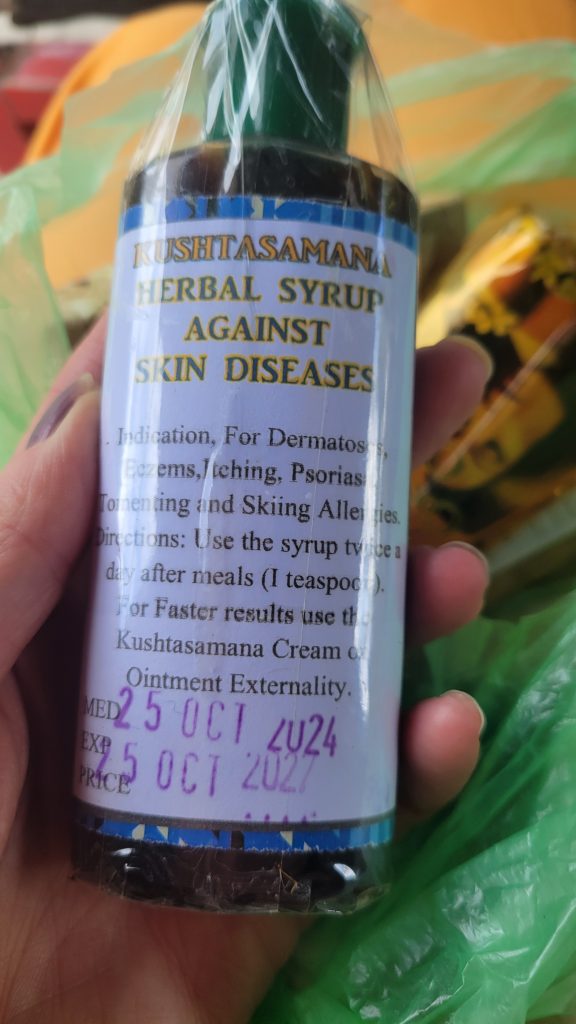 KUSHTASAMANA
HERBAL SYRUP
AGAINST
SKIN DISEASES
. Indication, For Dermatoses,
Eczems,Itching, Psorias
Tomenting and Skiing Allergies.
Directions: Use the syrup twice a
day after meals (I teaspoon).
For Faster results use the
Kushtasamana Cream or
Ointment Externality.
MED 25 OCT 2024
EXP 25 OCT 2027
PRICE